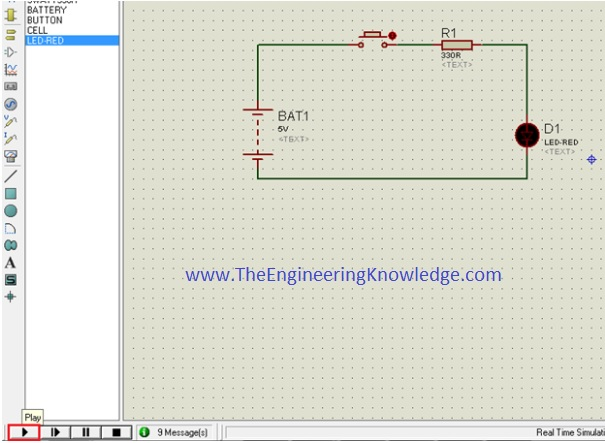 BATTERY
BUTTON
CELL
LED-RED
R1
330R
<TEXT>
BAT1
5V
<TEXT>
D1
LED-RED
<TEXT>
www.TheEngineeringKnowledge.com
A
S
Play
9 Message(s)
Real Time Simulati